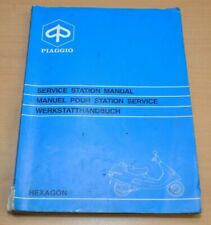 PIAGGIO
SERVICE STATION MANUAL
MANUEL POUR STATION SERVICE
WERKSTATTHANDBUCH
HEXAGON